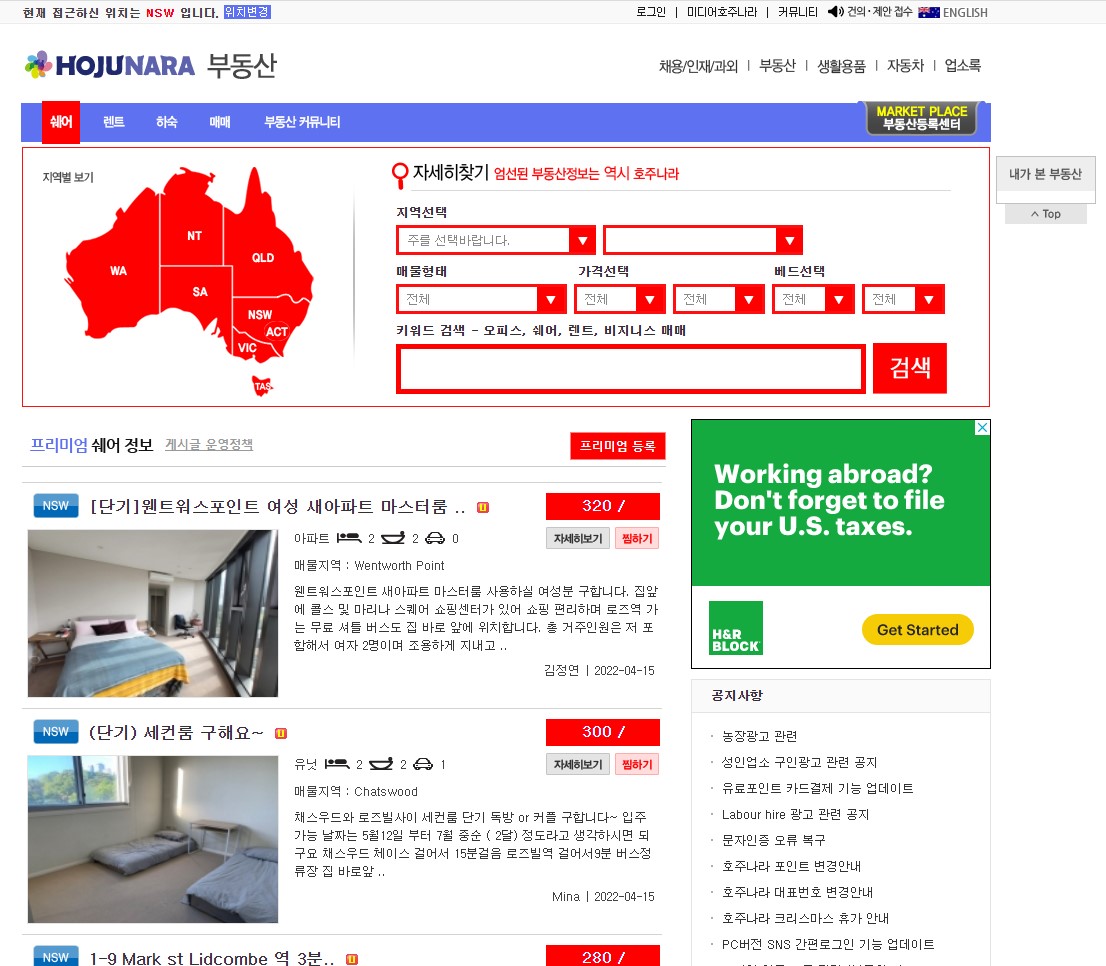 현재 접근하신 위치는 NSW 입니다. 위치변경
로그인 | 미디어호주나라 | 커뮤니티 건의·제안 접수 ENGLISH
HOJUNARA 부동산
채용/인재/과외 | 부동산 | 생활용품 | 자동차 | 업소록
쉐어 렌트 하숙 매매 부동산 커뮤니티
MARKET PLACE
부동산등록센터
내가 본 부동산
Top
지역별 보기
WA
NT
SA
QLD
NSW
ACT
VIC
TAS
자세히찾기 엄선된 부동산정보는 역시 호주나라
지역선택
주를 선택바랍니다.
매물형태 가격선택 베드선택
전체 전체 전체 전체 전체
키워드 검색 - 오피스, 쉐어, 렌트, 비지니스 매매
검색
프리미엄 쉐어 정보 게시글 운영정책 프리미엄 등록
NSW [단기]웬트워스포인트 여성 새아파트 마스터룸 .. 320 /
아파트 2 2 0 자세히보기 찜하기
매물지역 : Wentworth Point
웬트워스포인트 새아파트 마스터룸 사용하실 여성분 구합니다. 집앞
에 콜스 및 마리나 스퀘어 쇼핑센터가 있어 쇼핑 편리하며 로즈역 가
는 무료 셔틀 버스도 집 바로 앞에 위치합니다. 총 거주인원은 저 포
함해서 여자 2명이며 조용하게 지내고 ..
김정연 | 2022-04-15
NSW (단기) 세컨룸 구해요~ 300 /
유닛 2 2 1 자세히보기 찜하기
매물지역 : Chatswood
채스우드와 로즈빌사이 세컨룸 단기 독방 or 커플 구합니다~ 입주
가능 날짜는 5월12일 부터 7월 중순 ( 2달) 정도라고 생각하시면 되
구요 채스우드 체이스 걸어서 15분걸음 로즈빌역 걸어서9분 버스정
류장 집 바로앞 ..
Mina | 2022-04-15
NSW 1-9 Mark st Lidcombe 역 3분.. 280 /
Working abroad?
Don't forget to file
your U.S. taxes.
H&R
BLOCK
Get Started
공지사항
· 농장광고 관련
· 성인업소 구인광고 관련 공지
· 유료포인트 카드결제 기능 업데이트
· Labour hire 광고 관련 공지
· 문자인증 오류 복구
· 호주나라 포인트 변경안내
· 호주나라 대표번호 변경안내
· 호주나라 크리스마스 휴가 안내
· PC버전 SNS 간편로그인 기능 업데이트